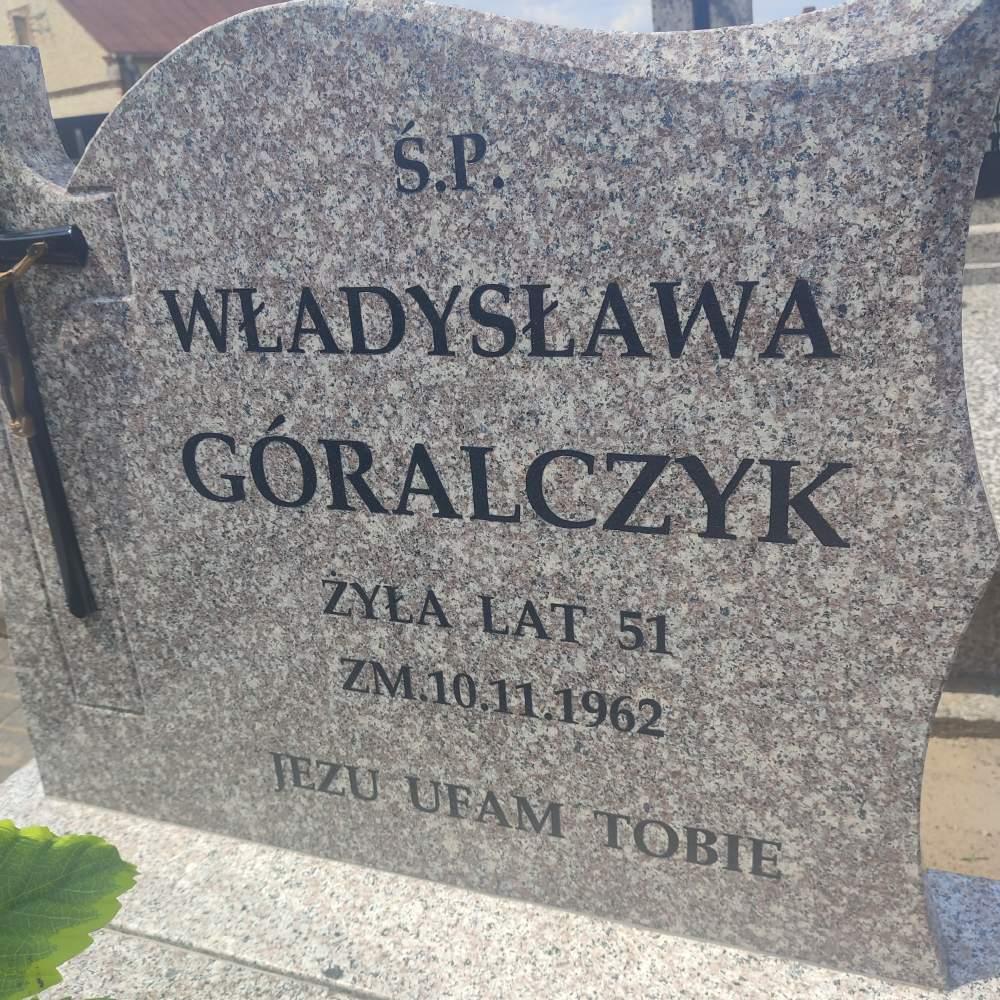 Ś.P.
WŁADYSŁAWA
GÓRALCZYK
ŻYŁA LAT 51
ZM.10.11.1962
JEZU UFAM TOBIE